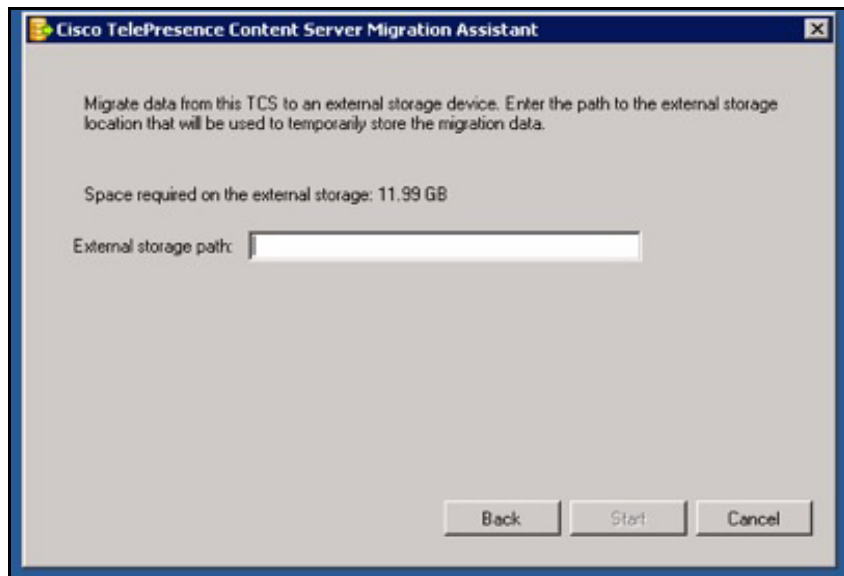 Cisco TelePresence Content Server Migration Assistant
Migrate data from this TCS to an external storage device. Enter the path to the external storage
location that will be used to temporarily store the migration data.
Space required on the external storage: 11.99 GB
External storage path:
Back
Start
Cancel